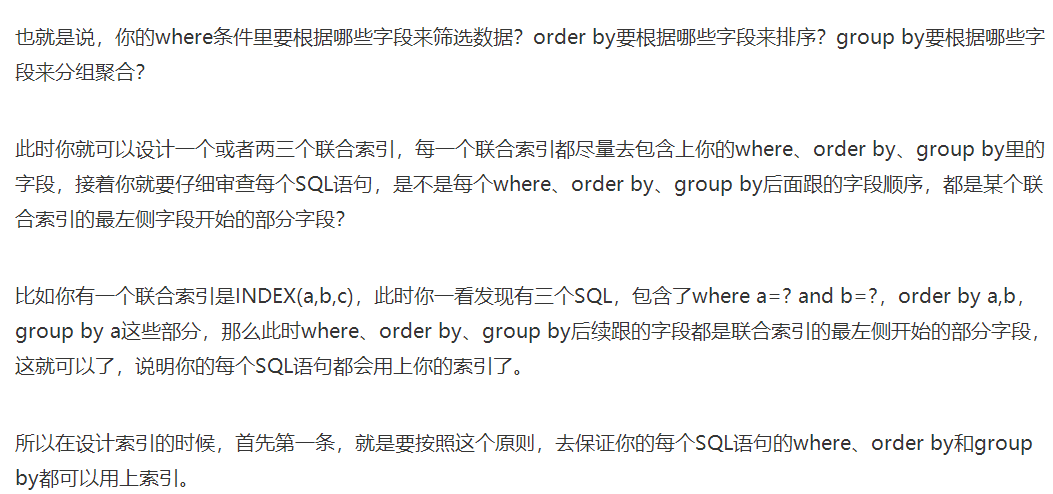 也就是说，你的where条件里要根据哪些字段来筛选数据？order by要根据哪些字段来排序？group by要根据哪些字
段来分组聚合？
此时你就可以设计一个或者两三个联合索引，每一个联合索引都尽量去包含上你的where、order by、group by里的
字段，接着你就要仔细审查每个SQL语句，是不是每个where、order by、group by后面跟的字段顺序，都是某个联
合索引的最左侧字段开始的部分字段？
比如你有一个联合索引是INDEX(a,b,c)，此时你一看发现有三个SQL，包含了where a=? and b=?，order by a,b，
group by a这些部分，那么此时where、order by、group by后续跟的字段都是联合索引的最左侧开始的部分字段，
这就可以了，说明你的每个SQL语句都会用上你的索引了。
所以在设计索引的时候，首先第一条，就是要按照这个原则，去保证你的每个SQL语句的where、order by和group
by都可以用上索引。